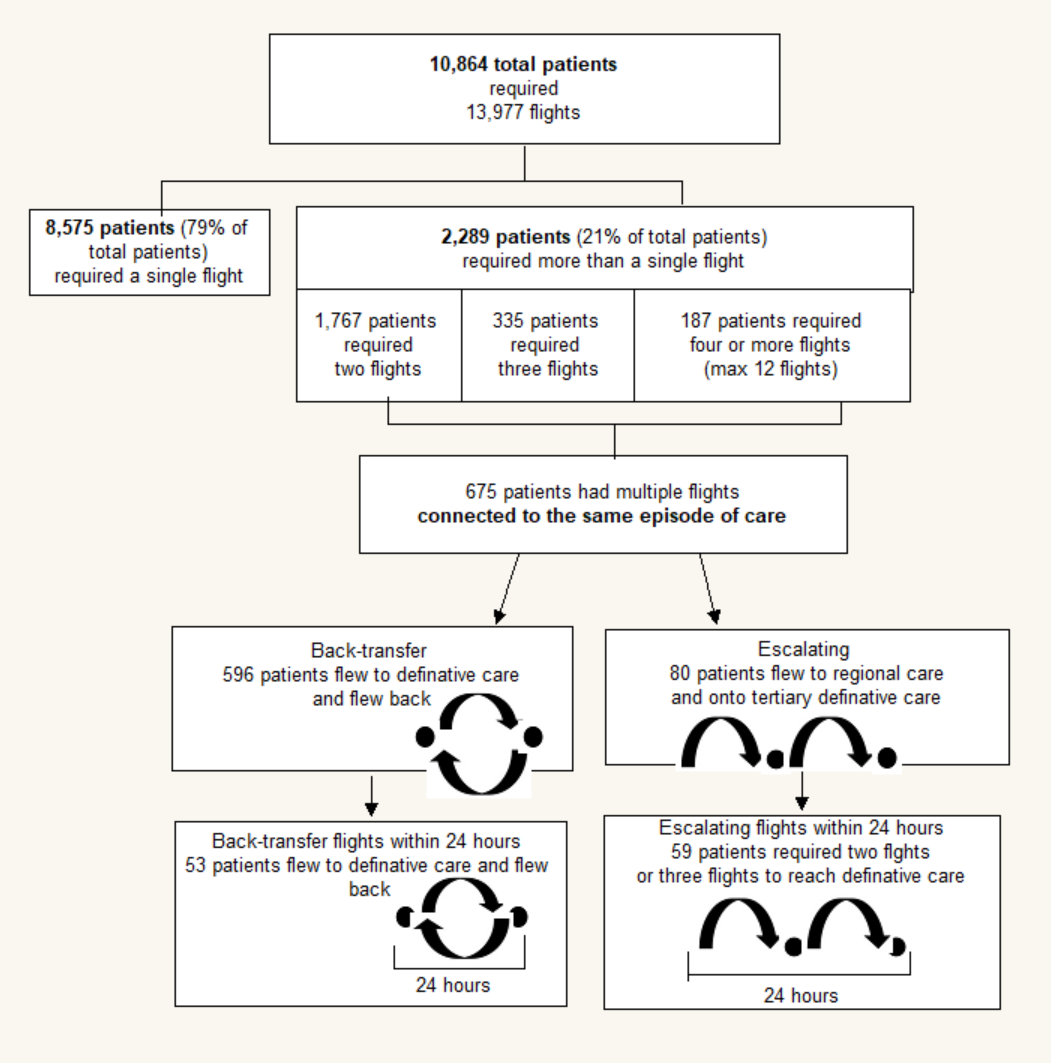 10,864 total patients
required
13,977 flights
8,575 patients (79% of
total patients)
required a single flight
2,289 patients (21% of total patients)
required more than a single flight
1,767 patients
required
two flights
335 patients
required
three flights
187 patients required
four or more flights
(max 12 flights)
675 patients had multiple flights
connected to the same episode of care
Back-transfer
596 patients flew to definative care
and flew back
Escalating
80 patients flew to regional care
and onto tertiary definative care
Back-transfer flights within 24 hours
53 patients flew to definative care and flew
back
24 hours
Escalating flights within 24 hours
59 patients required two flghts
or three flights to reach definative care
24 hours